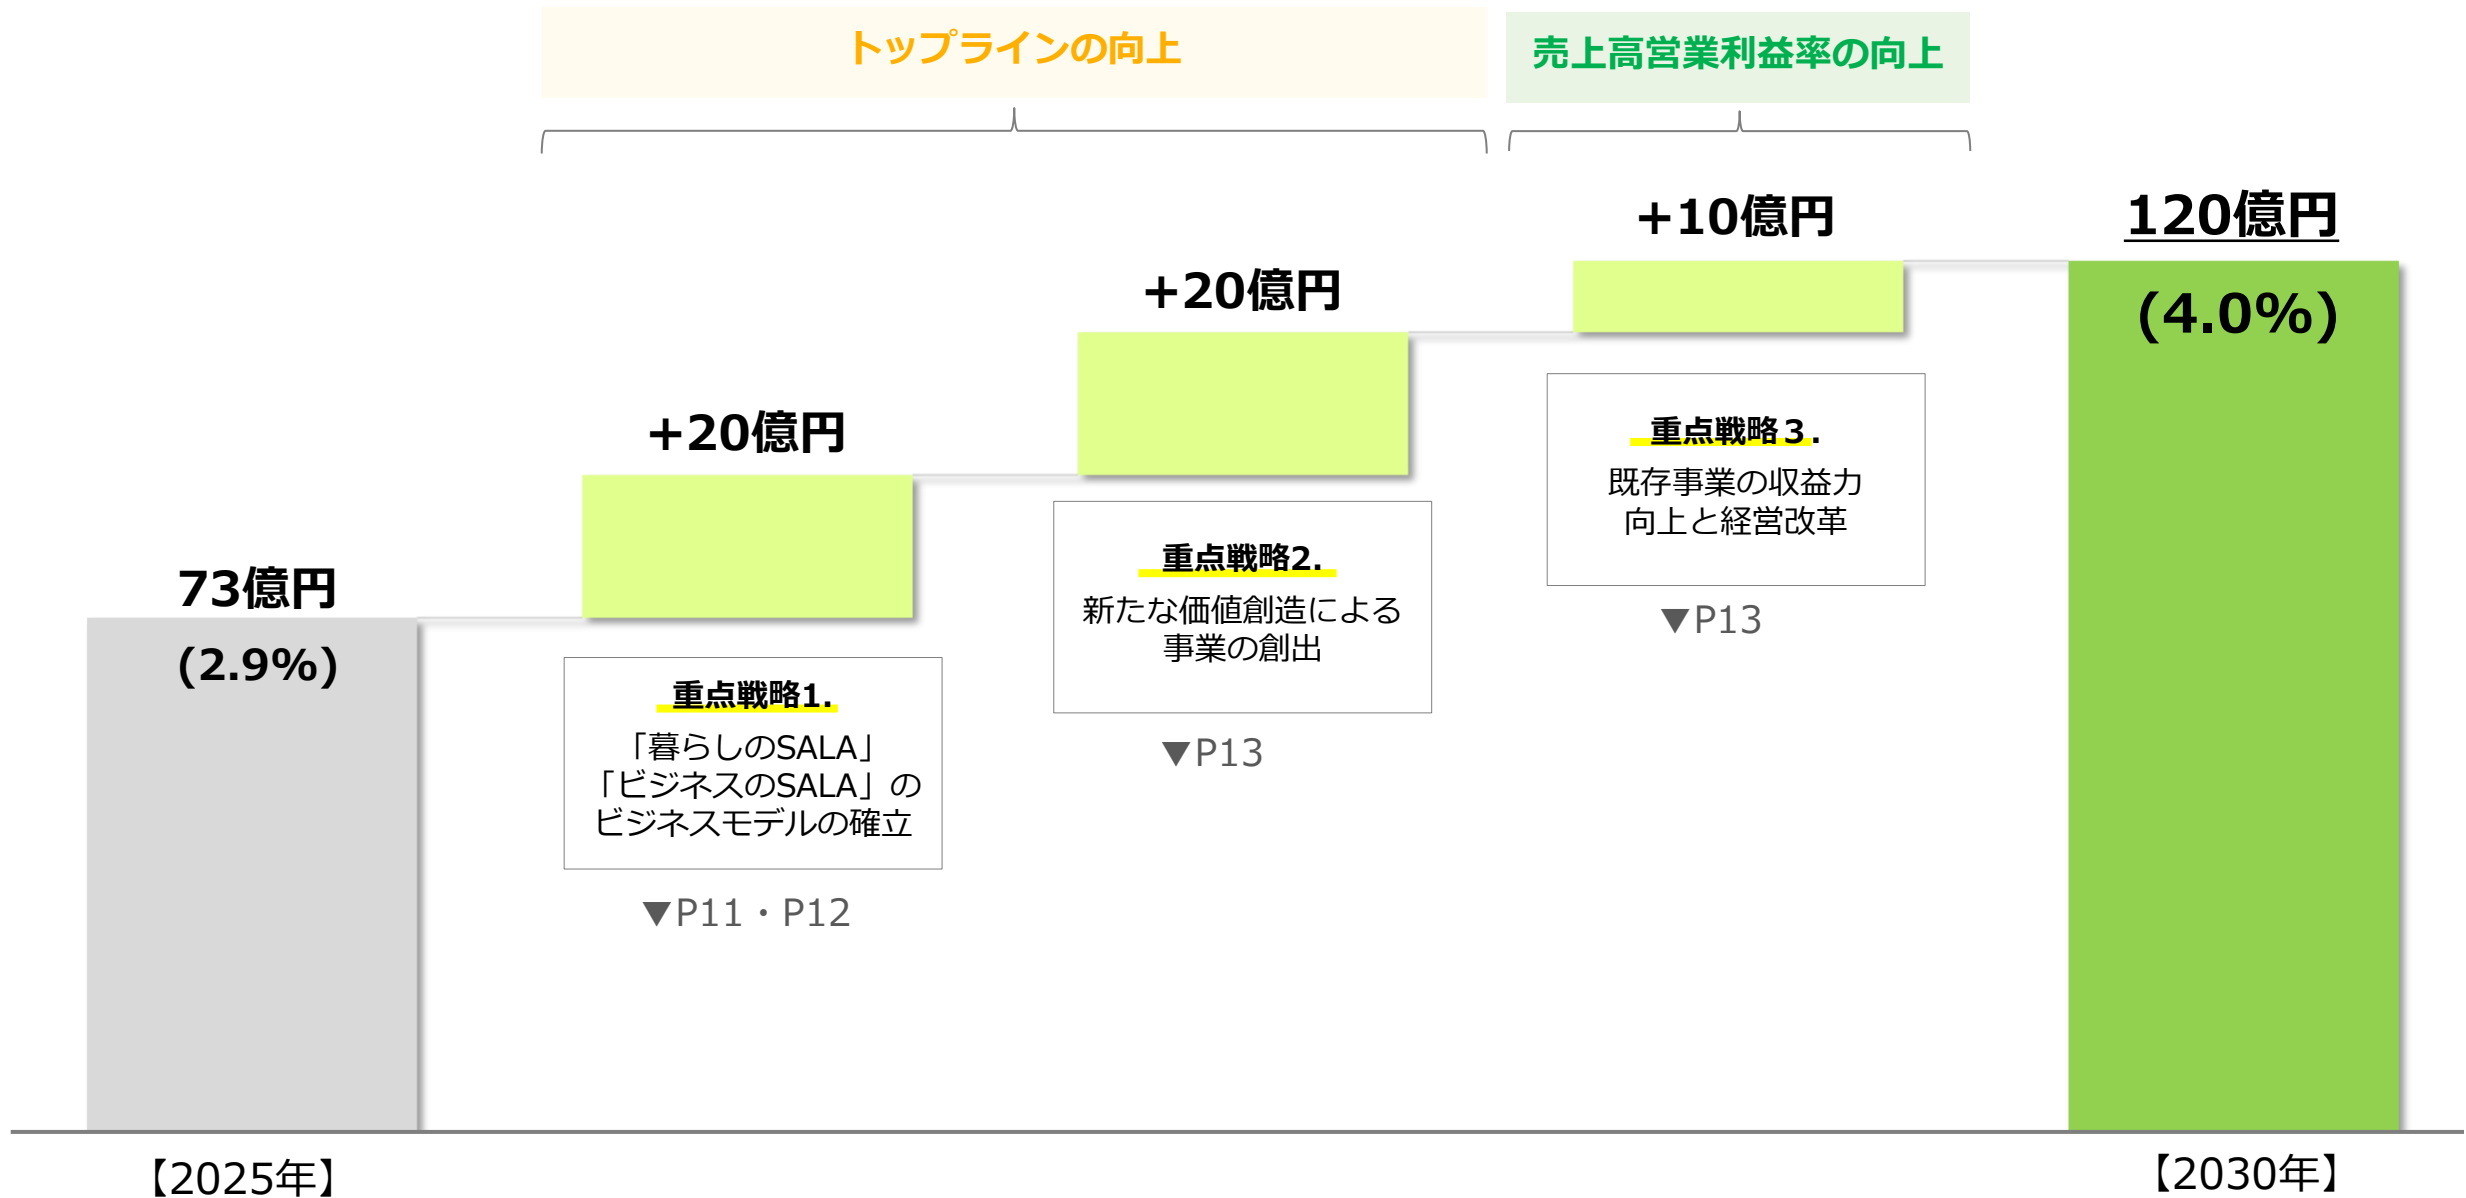 トップラインの向上
売上高営業利益率の向上
73億円
(2.9%)
+20億円
重点戦略1.
「暮らしのSALA」
「ビジネスのSALA」の
ビジネスモデルの確立
▼P11・P12
+20億円
重点戦略2.
新たな価値創造による
事業の創出
▼P13
+10億円
重点戦略３.
既存事業の収益力
向上と経営改革
▼P13
120億円
(4.0%)
【2025年】
【2030年】